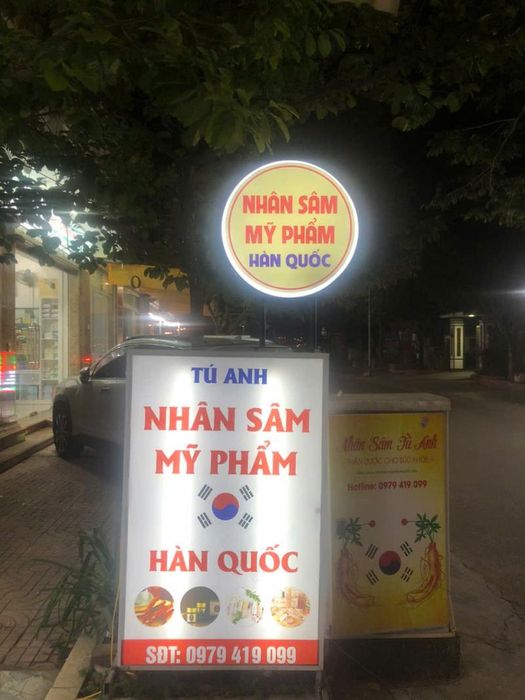 NHÂN SÂM
MỸ PHẨM
HÀN QUỐC
TÚ ANH
NHÂN SÂM
MỸ PHẨM
HÀN QUỐC
SĐT: 0979 419 099
Nhân Sâm Tú Anh
Hotline: 0979 419 099